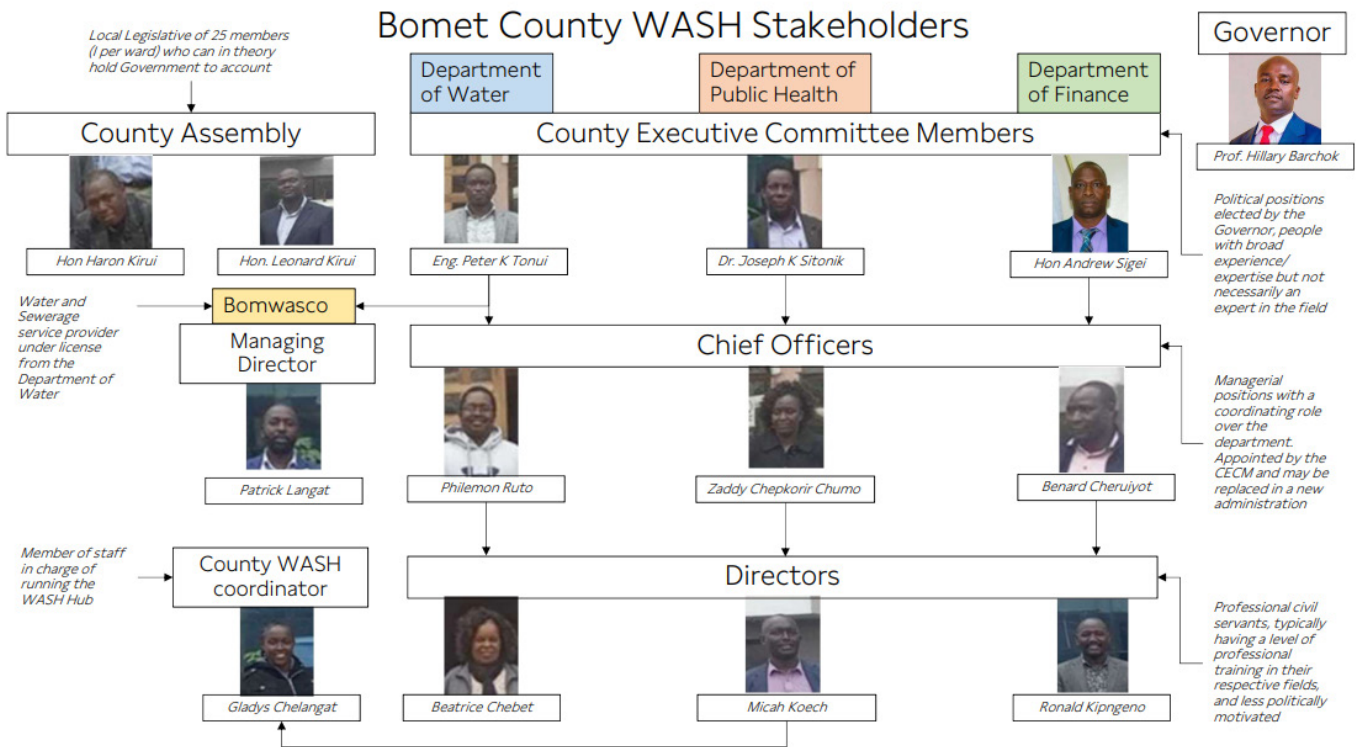 Bomet County WASH Stakeholders
Local Legislative of 25 members
(I per ward) who can in theory
hold Government to account
Department
of Water
Department of
Public Health
Department
of Finance
Governor
Prof. Hillary Barchok
County Assembly
County Executive Committee Members
Hon Haron Kirui
Hon. Leonard Kirui
Eng. Peter K Tonui
Dr. Joseph K Sitonik
Hon Andrew Sigei
Political positions
elected by the
Governor, people
with broad
experience/
expertise but not
necessarily an
expert in the field
Water and
Sewerage
service provider
under license
from the
Department of
Water
Bomwasco
Managing
Director
Patrick Langat
Chief Officers
Philemon Ruto
Zaddy Chepkorir Chumo
Benard Cheruiyot
Managerial
positions with a
coordinating role
over the
department.
Appointed by the
CECM and may be
replaced in a new
administration
Member of staff
in charge of
running the
WASH Hub
County WASH
coordinator
Gladys Chelangat
Directors
Beatrice Chebet
Micah Koech
Ronald Kipngeno
Professional civil
servants, typically
having a level of
professional
training in their
respective fields,
and less politically
motivated